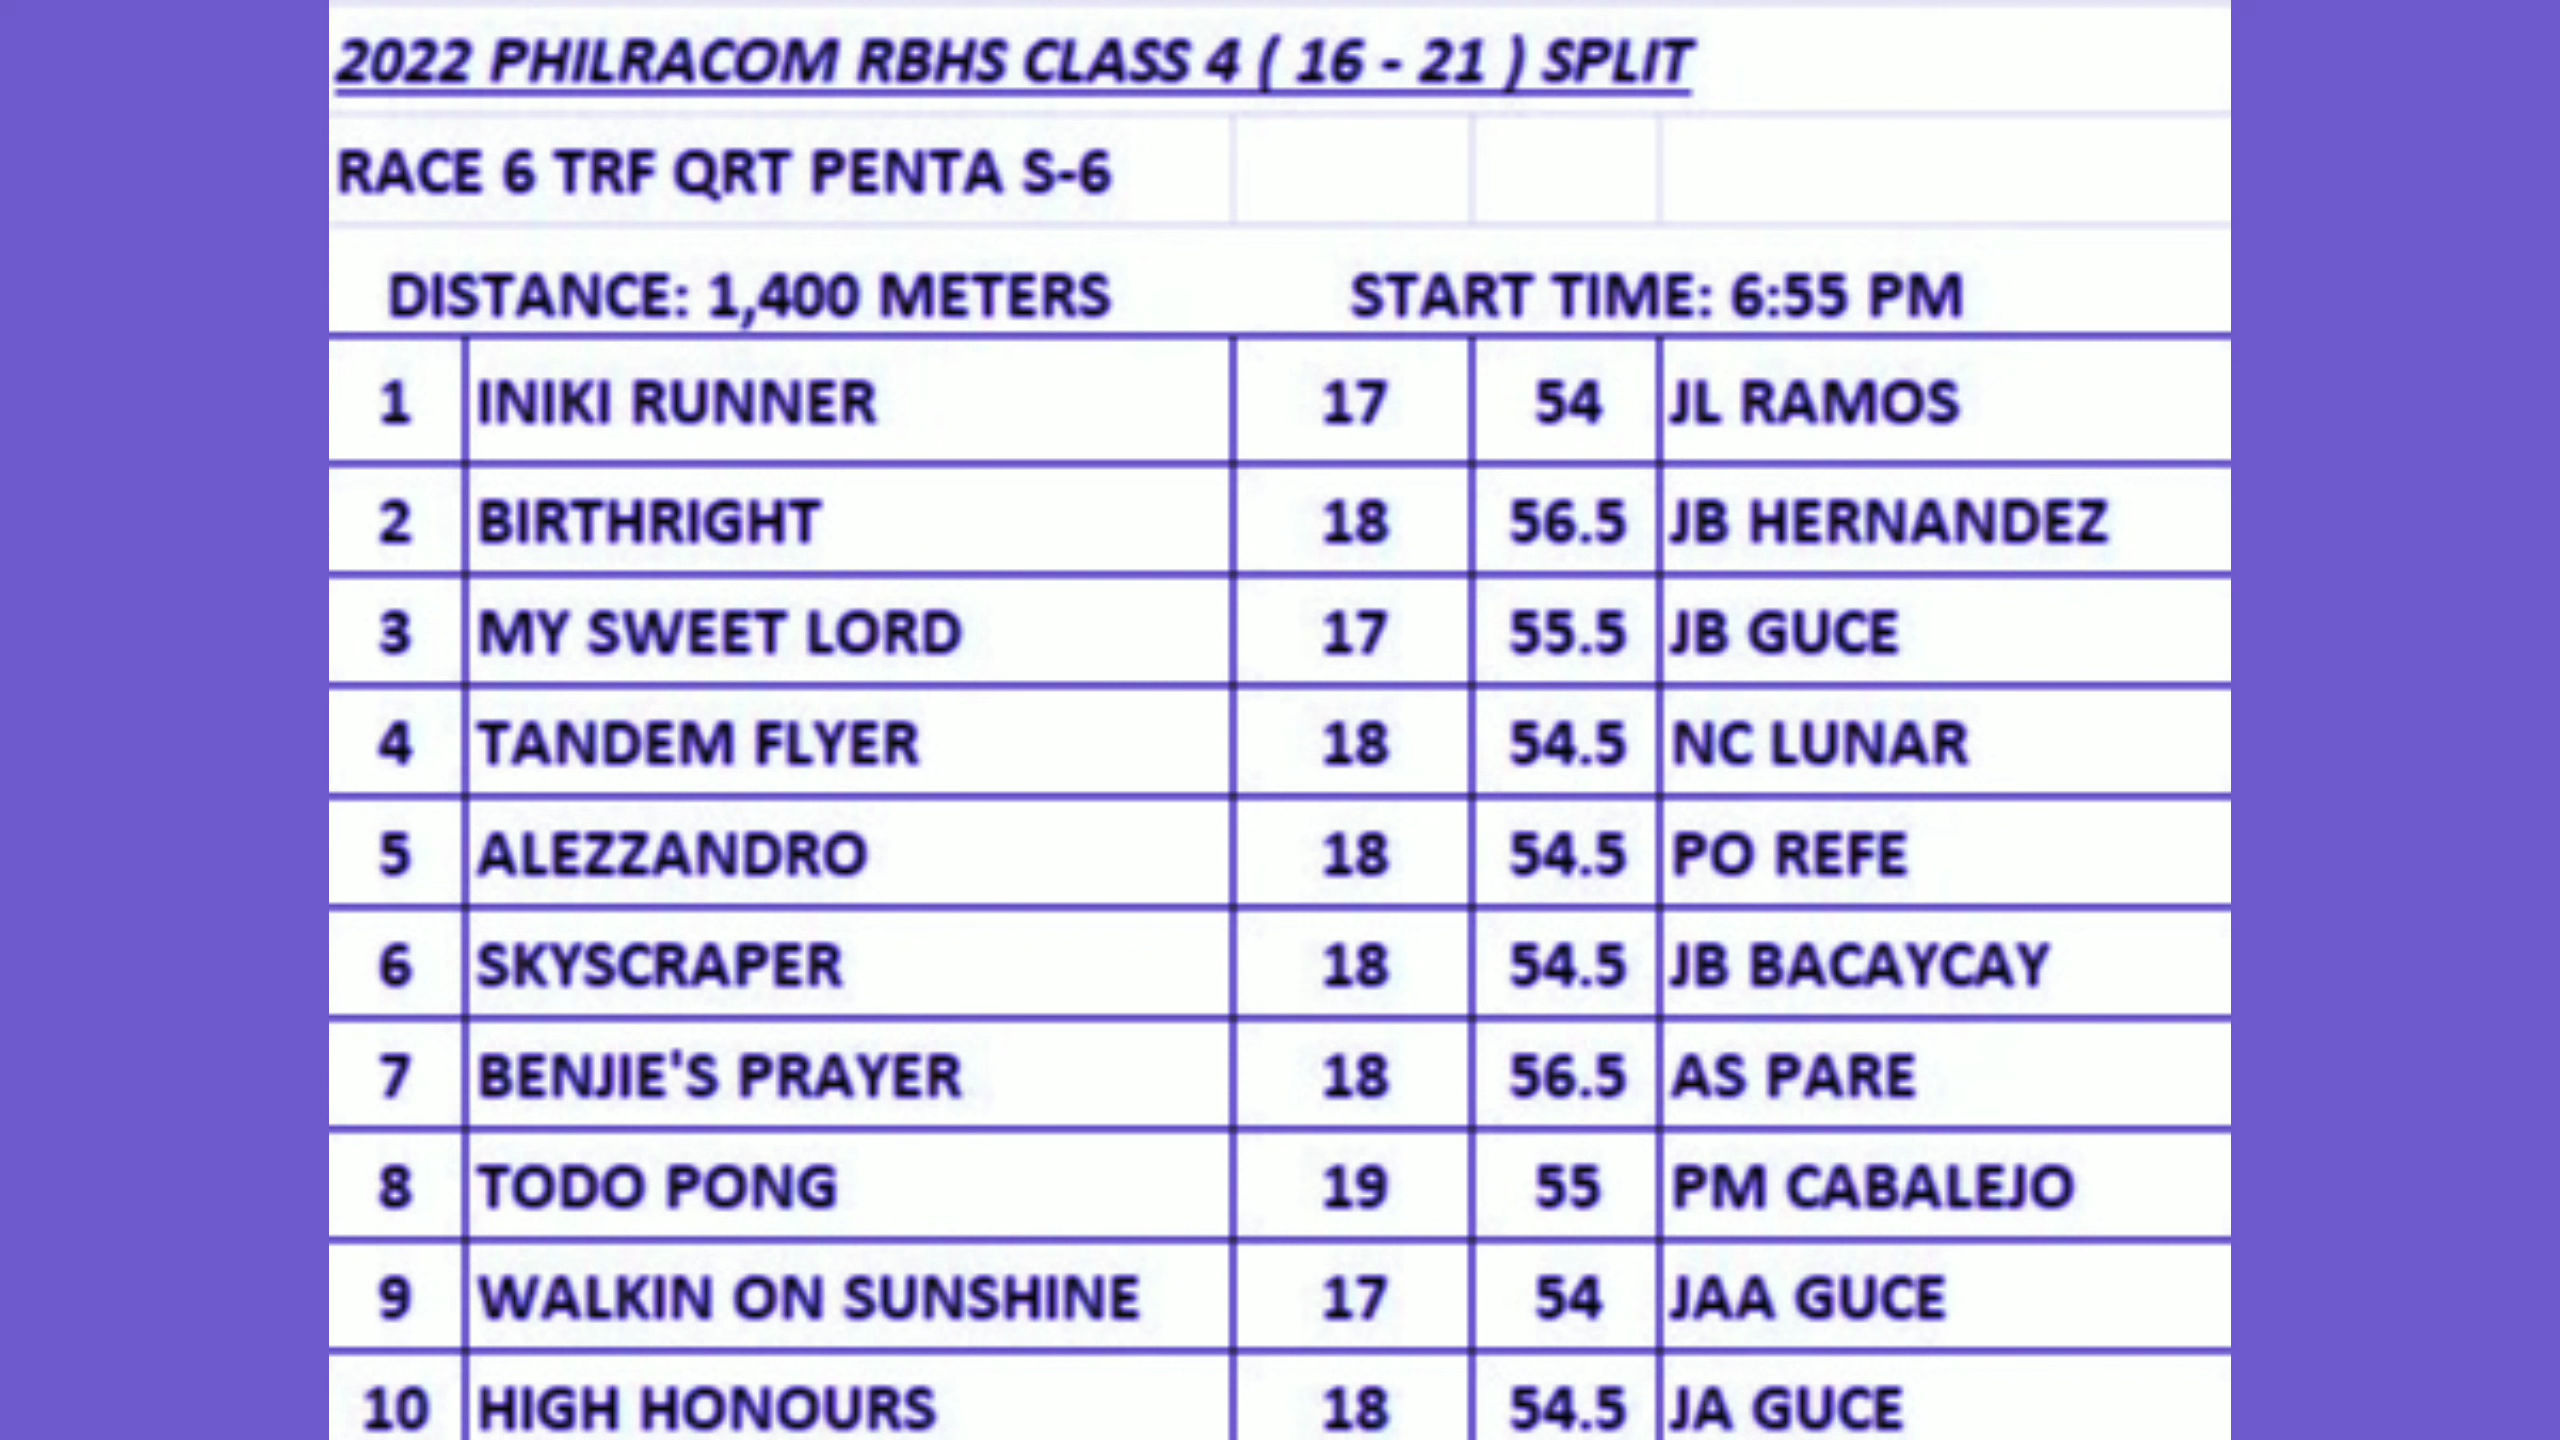 2022 PHILRACOM RBHS CLASS 4 ( 16 - 21 ) SPLIT
RACE 6 TRF QRT PENTA S-6
DISTANCE: 1,400 METERS START TIME: 6:55 PM
1 INIKI RUNNER 17 54 JL RAMOS
2 BIRTHRIGHT 18 56.5 JB HERNANDEZ
3 MY SWEET LORD 17 55.5 JB GUCE
4 TANDEM FLYER 18 54.5 NC LUNAR
5 ALEZZANDRO 18 54.5 PO REFE
6 SKYSCRAPER 18 54.5 JB BACAYCAY
7 BENJIE'S PRAYER 18 56.5 AS PARE
8 TODO PONG 19 55 PM CABALEJO
9 WALKIN ON SUNSHINE 17 54 JAA GUCE
10 HIGH HONOURS 18 54.5 JA GUCE